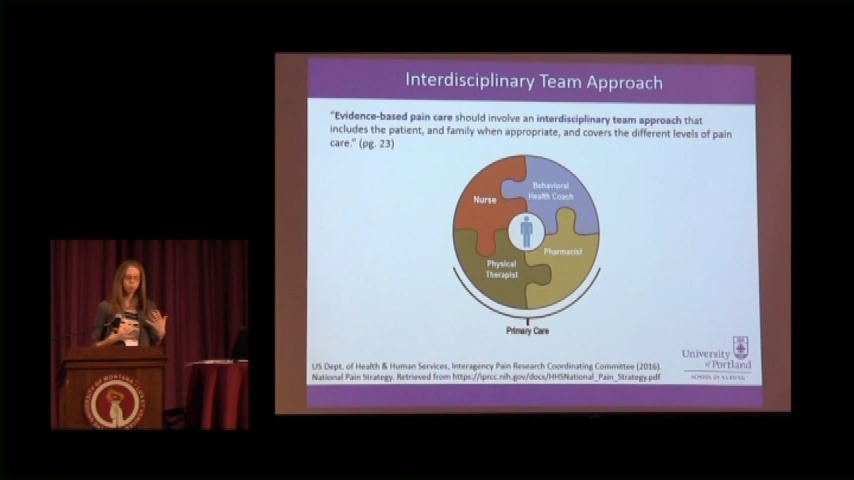 Interdisciplinary Team Approach
"Evidence-based pain care should involve an interdisciplinary team approach that
includes the patient, and family when appropriate, and covers the different levels of pain
care." (pg. 23)
Nurse
Behavioral
Health Coach
Physical
Therapist
Pharmacist
Primary Care
US Dept. of Health & Human Services, Interagency Pain Research Coordinating Committee (2016).
National Pain Strategy. Retrieved from https://iprcc.nih.gov/docs/HHSNational_Pain_Strategy.pdf
University
of Portland
SCHOOL OF NURSING
UNIVERSITY OF MONTANA